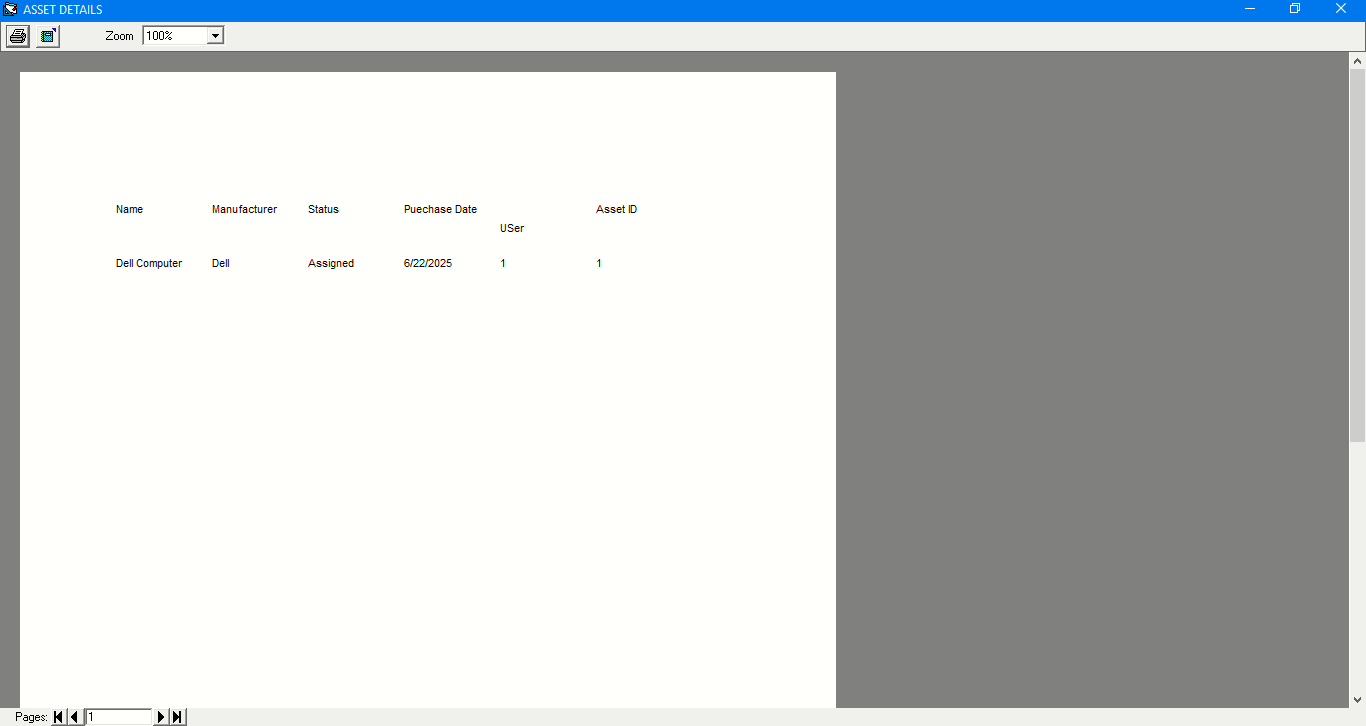 ASSET DETAILS
Zoom 100%
Name Manufacturer Status Puechase Date Asset ID
USer
Dell Computer Dell Assigned 6/22/2025 1 1
Pages: 1